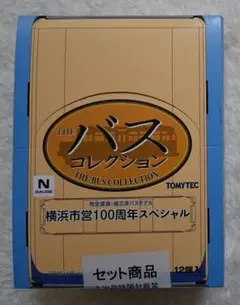 THE
バス
コレクション
THE BUS COLLECTION
N
GAUGE
TOMYTEC
横浜市営100周年スペシャル
12個入
セット商品